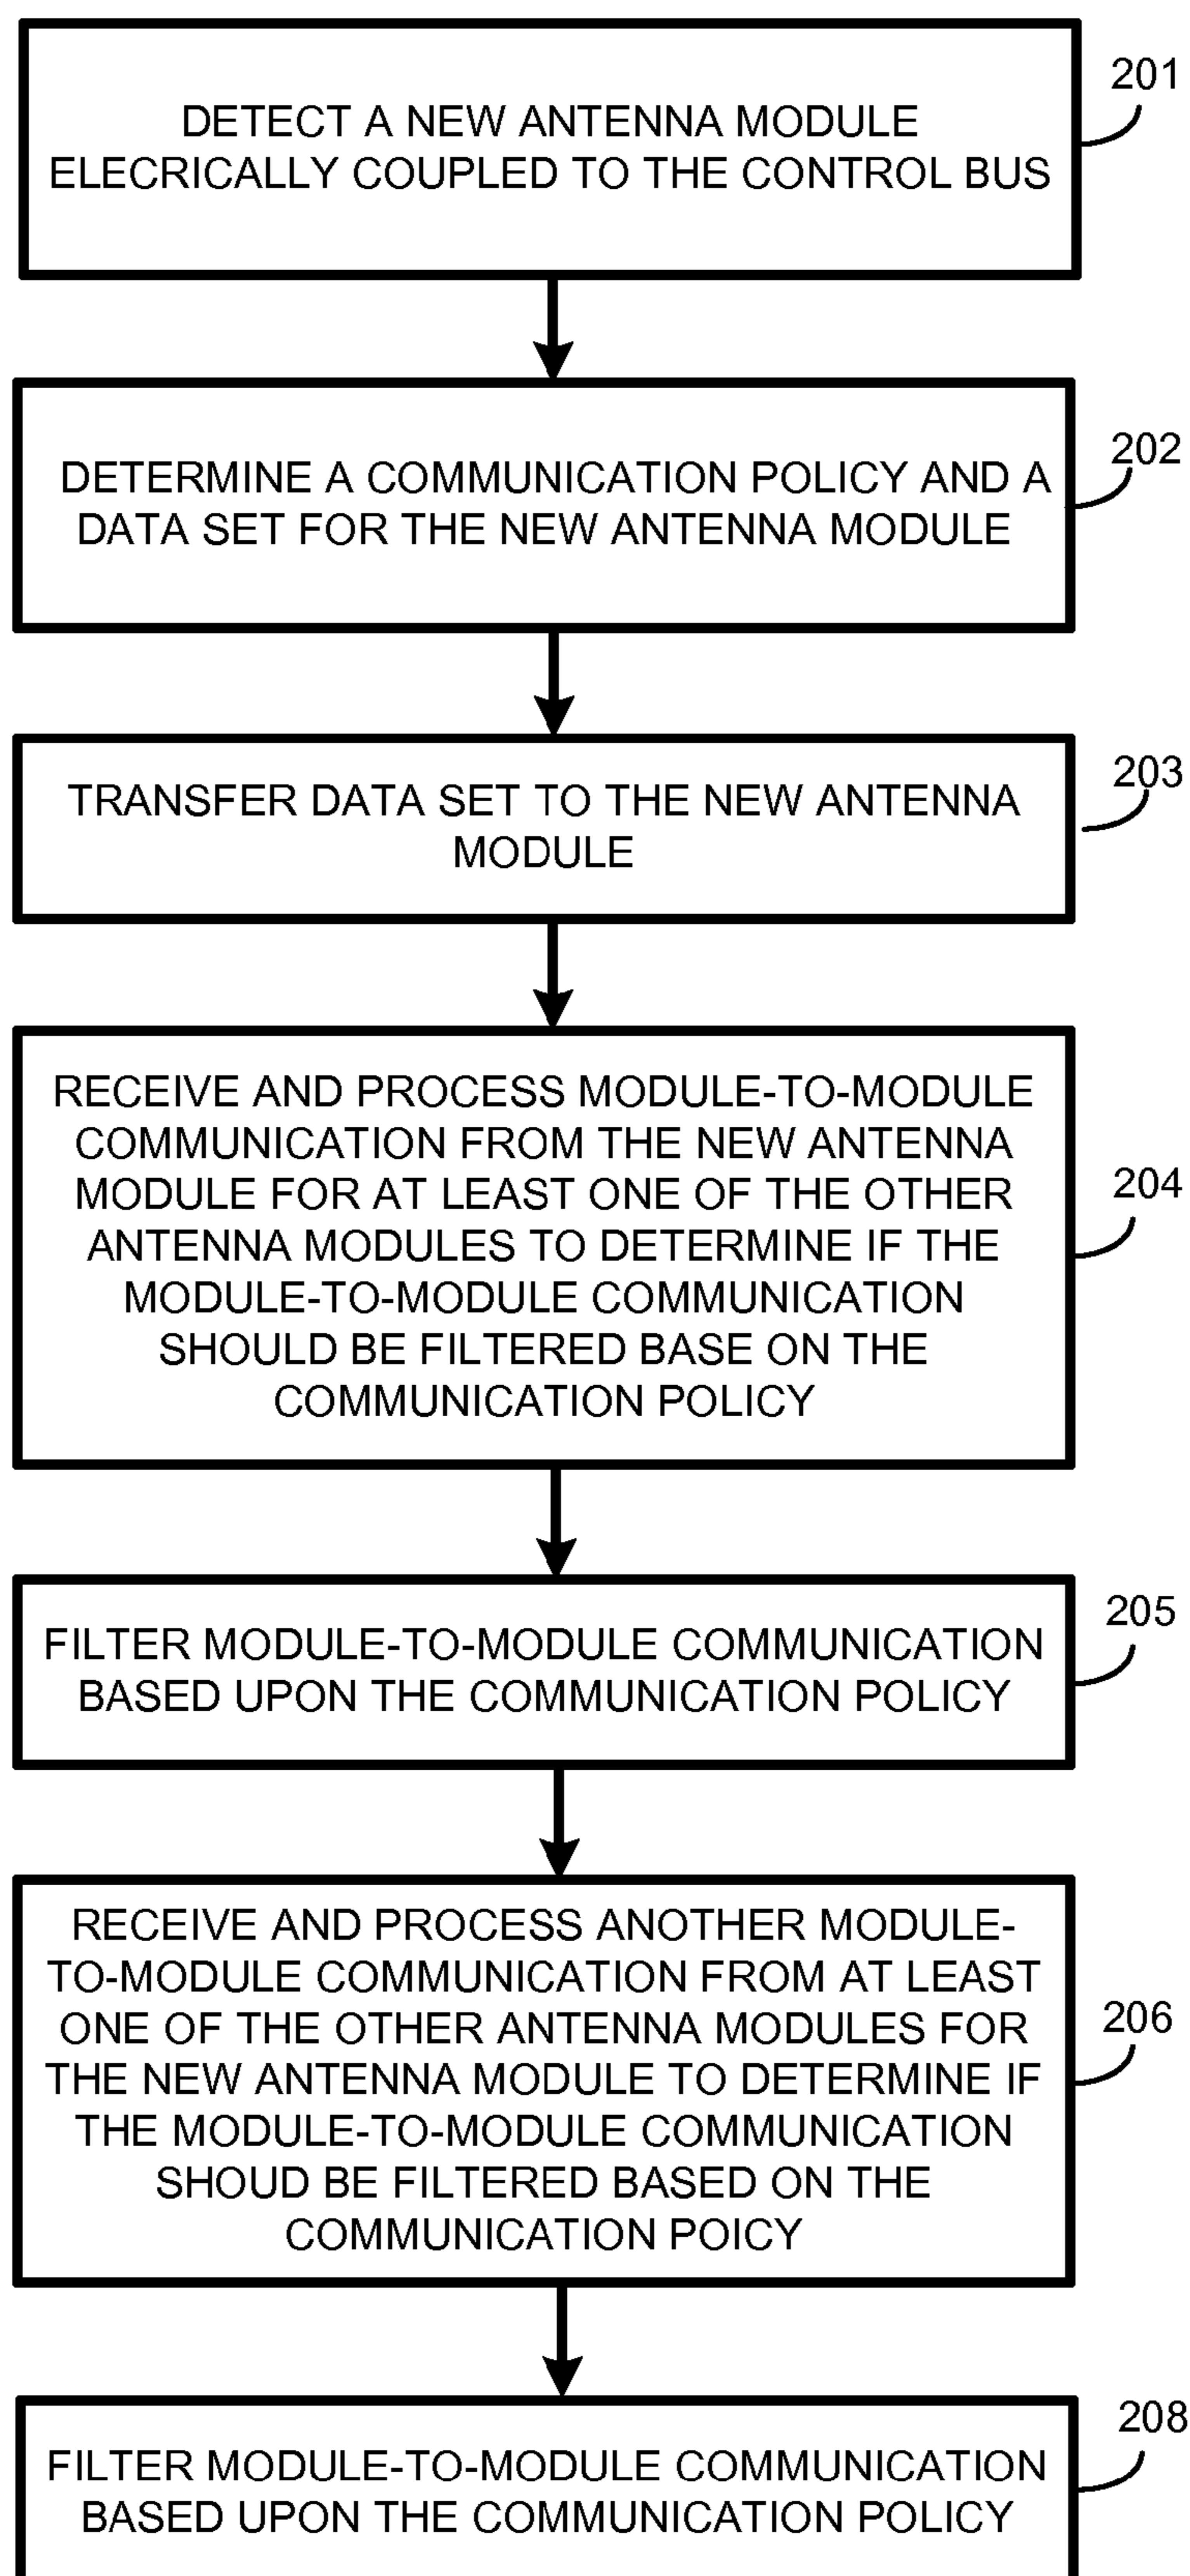 201
DETECT A NEW ANTENNA MODULE
ELECRICALLY COUPLED TO THE CONTROL BUS
202
DETERMINE A COMMUNICATION POLICY AND A
DATA SET FOR THE NEW ANTENNA MODULE
203
TRANSFER DATA SET TO THE NEW ANTENNA
MODULE
204
RECEIVE AND PROCESS MODULE-TO-MODULE
COMMUNICATION FROM THE NEW ANTENNA
MODULE FOR AT LEAST ONE OF THE OTHER
ANTENNA MODULES TO DETERMINE IF THE
MODULE-TO-MODULE COMMUNICATION
SHOULD BE FILTERED BASE ON THE
COMMUNICATION POLICY
205
FILTER MODULE-TO-MODULE COMMUNICATION
BASED UPON THE COMMUNICATION POLICY
206
RECEIVE AND PROCESS ANOTHER MODULE-
TO-MODULE COMMUNICATION FROM AT LEAST
ONE OF THE OTHER ANTENNA MODULES FOR
THE NEW ANTENNA MODULE TO DETERMINE IF
THE MODULE-TO-MODULE COMMUNICATION
SHOUD BE FILTERED BASED ON THE
COMMUNICATION POICY
208
FILTER MODULE-TO-MODULE COMMUNICATION
BASED UPON THE COMMUNICATION POLICY